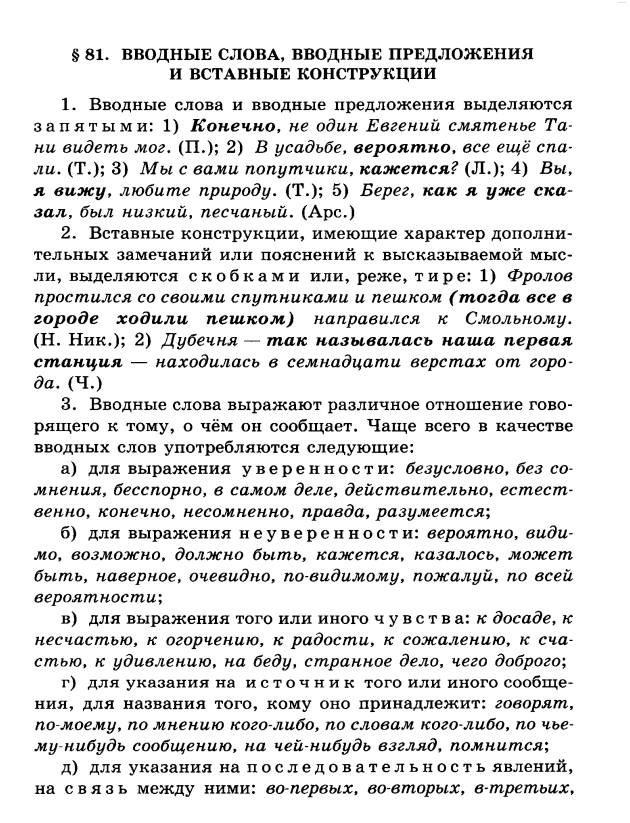 § 81. ВВОДНЫЕ СЛОВА, ВВОДНЫЕ ПРЕДЛОЖЕНИЯ
И ВСТАВНЫЕ КОНСТРУКЦИИ
1. Вводные слова и вводные предложения выделяются
запятыми: 1) Конечно, не один Евгений смятенье Та-
ни видеть мог. (П.); 2) В усадьбе, вероятно, все ещё спа-
ли. (Т.); 3) Мы с вами попутчики, кажется? (Л.); 4) Вы,
я вижу, любите природу. (Т.); 5) Берег, как я уже ска-
зал, был низкий, песчаный. (Арс.)
2. Вставные конструкции, имеющие характер дополни-
тельных замечаний или пояснений к высказываемой мыс-
ли, выделяются скобками или, реже, тире: 1) Фролов
простился со своими спутниками и пешком (тогда все в
городе ходили пешком) направился к Смольному.
(Н. Ник.); 2) Дубечня — так называлась наша первая
станция — находилась в семнадцати верстах от горо-
да. (Ч.)
3. Вводные слова выражают различное отношение гово-
рящего к тому, о чём он сообщает. Чаще всего в качестве
вводных слов употребляются следующие:
а) для выражения уверенности: безусловно, без со-
мнения, бесспорно, в самом деле, действительно, естест-
венно, конечно, несомненно, правда, разумеется;
б) для выражения неуверенности: вероятно, види-
мо, возможно, должно быть, кажется, казалось, может
быть, наверное, очевидно, по-видимому, пожалуй, по всей
вероятности;
в) для выражения того или иного чувства: к досаде, к
несчастью, к огорчению, к радости, к сожалению, к сча-
стью, к удивлению, на беду, странное дело, чего доброго;
г) для указания на источник того или иного сообще-
ния, для названия того, кому оно принадлежит: говорят,
по-моему, по мнению кого-либо, по словам кого-либо, по чье-
му-нибудь сообщению, на чей-нибудь взгляд, помнится;
д) для указания на последовательность явлений,
на связь между ними: во-первых, во-вторых, в-третьих,